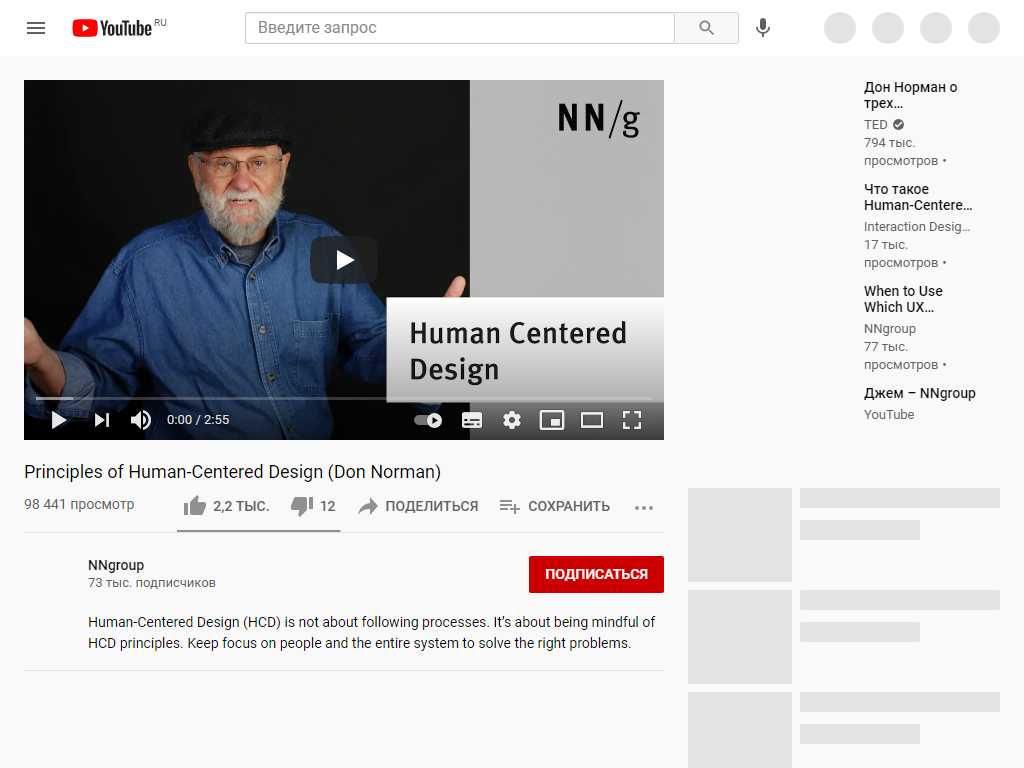 YouTube RU
Введите запрос
NN/g
Human Centered
Design
0:00 / 2:55
Principles of Human-Centered Design (Don Norman)
98 441 просмотр
2,2 ТЫС.
12
ПОДЕЛИТЬСЯ
СОХРАНИТЬ
NNgroup
73 тыс. подписчиков
ПОДПИСАТЬСЯ
Human-Centered Design (HCD) is not about following processes. It's about being mindful of
HCD principles. Keep focus on people and the entire system to solve the right problems.
Дон Норман о
трех...
TED
794 тыс.
просмотров •
Что такое
Human-Centere...
Interaction Desig...
17 тыс.
просмотров •
When to Use
Which UX...
NNgroup
77 тыс.
просмотров •
Джем – NNgroup
YouTube